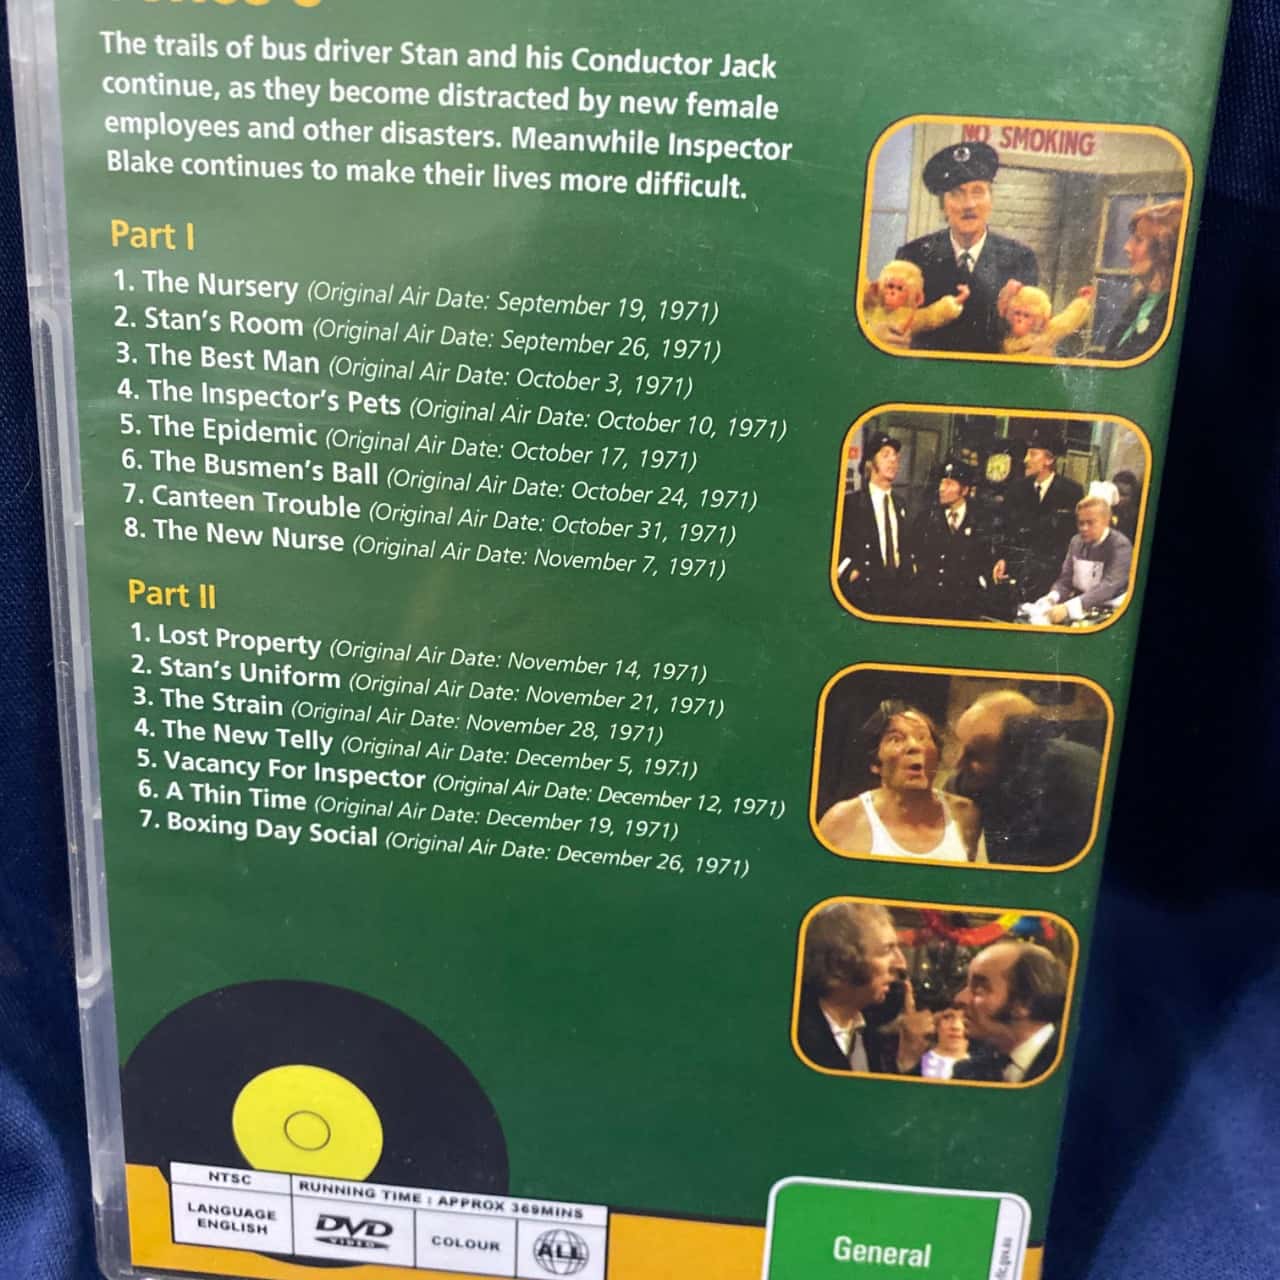 The trails of bus driver Stan and his Conductor Jack
continue, as they become distracted by new female
employees and other disasters. Meanwhile Inspector
Blake continues to make their lives more difficult.
NO SMOKING
Part I
1. The Nursery (Original Air Date: September 19, 1971)
2. Stan's Room (Original Air Date: September 26, 1971)
3. The Best Man (Original Air Date: October 3, 1971)
4. The Inspector's Pets (Original Air Date: October 10, 1971)
5. The Epidemic (Original Air Date: October 17, 1971)
6. The Busmen's Ball (Original Air Date: October 24, 1971)
7. Canteen Trouble (Original Air Date: October 31, 1971)
8. The New Nurse (Original Air Date: November 7, 1971)
Part II
1. Lost Property (Original Air Date: November 14, 1971)
2. Stan's Uniform (Original Air Date: November 21, 1971)
3. The Strain (Original Air Date: November 28, 1971)
4. The New Telly (Original Air Date: December 5, 1971)
5. Vacancy For Inspector (Original Air Date: December 12, 1971)
6. A Thin Time (Original Air Date: December 19, 1971)
7. Boxing Day Social (Original Air Date: December 26, 1971)
NTSC
RUNNING TIME : APPROX 369MINS
LANGUAGE
ENGLISH
DVD
VIDEO
COLOUR
ALL
General